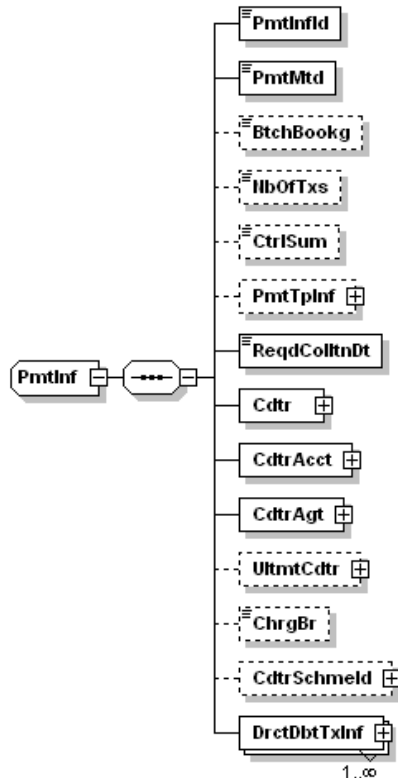 PmtInfId
PmtMtd
BtchBookg
NbOfTxs
CtrlSum
PmtTpInf
ReqdColltnDt
PmtInf
Cdtr
CdtrAcct
CdtrAgt
UltmtCdtr
ChrgBr
CdtrSchmeId
DrctDbtTxInf
1..∞